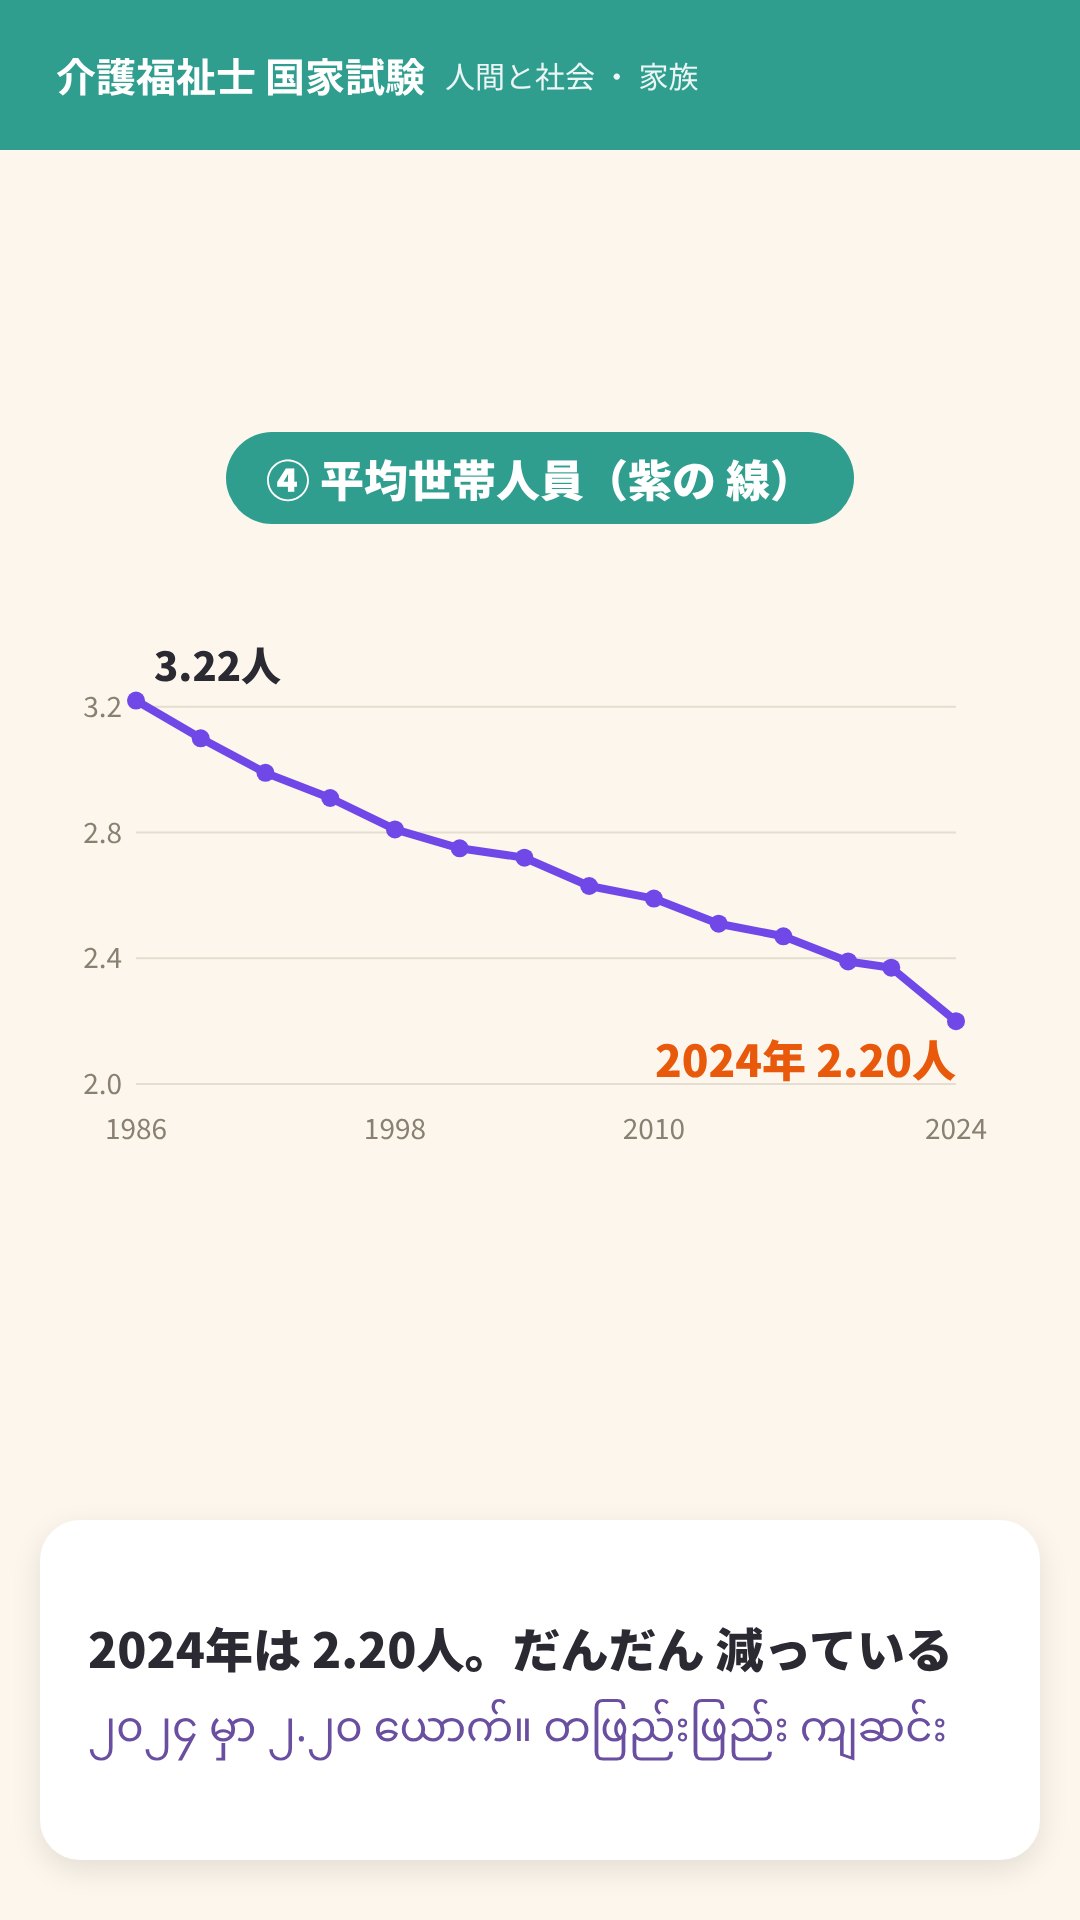 介護福祉士 国家試験 人間と社会 ・ 家族
④ 平均世帯人員（紫の 線）
3.22人
3.2
2.8
2.4
2024年 2.20人
2.0
1986 1998 2010 2024
2024年は 2.20人。だんだん 減っている
၂၀၂၄ မှာ ၂.၂၀ ယောက်။ တဖြည်းဖြည်း ကျဆင်း